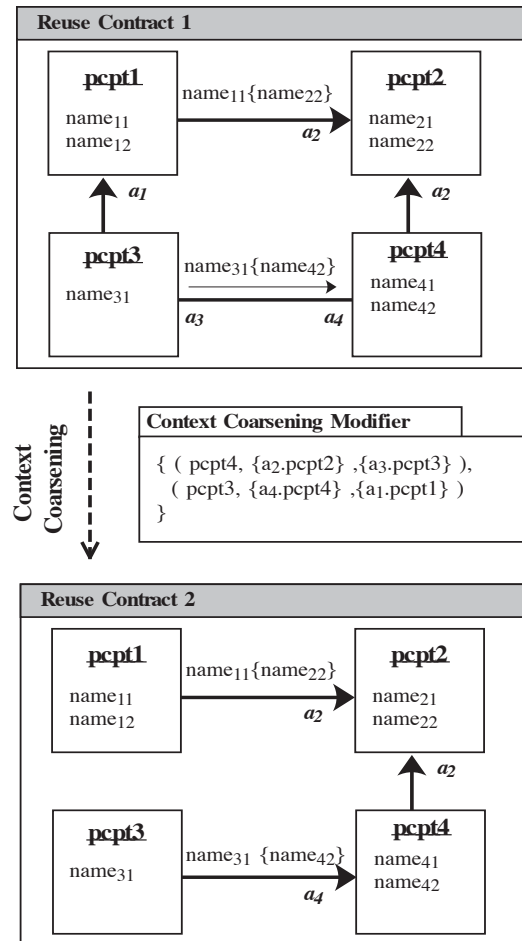 Reuse Contract 1
pcpt1
name11
name12
name11{name22}
a2
pcpt2
name21
name22
a1
a2
pcpt3
name31
name31{name42}
a3
a4
pcpt4
name41
name42
Context
Coarsening
Context Coarsening Modifier
{ ( pcpt4, {a2.pcpt2} ,{a3.pcpt3} ),
( pcpt3, {a4.pcpt4} ,{a1.pcpt1} )
}
Reuse Contract 2
pcpt1
name11
name12
name11{name22}
a2
pcpt2
name21
name22
a2
pcpt3
name31
name31 {name42}
a4
pcpt4
name41
name42